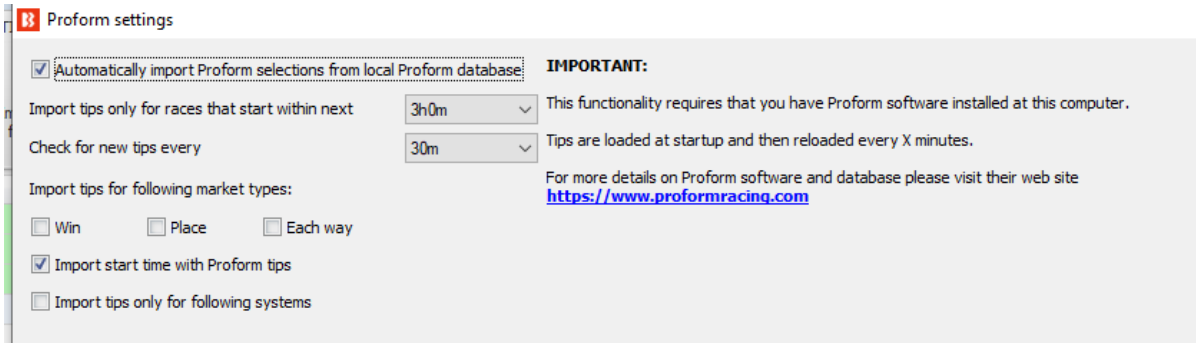 Proform settings
Automatically import Proform selections from local Proform database
IMPORTANT:
Import tips only for races that start within next
3h0m
This functionality requires that you have Proform software installed at this computer.
Check for new tips every
30m
Tips are loaded at startup and then reloaded every X minutes.
Import tips for following market types:
For more details on Proform software and database please visit their web site
https://www.proformracing.com
Win
Place
Each way
Import start time with Proform tips
Import tips only for following systems